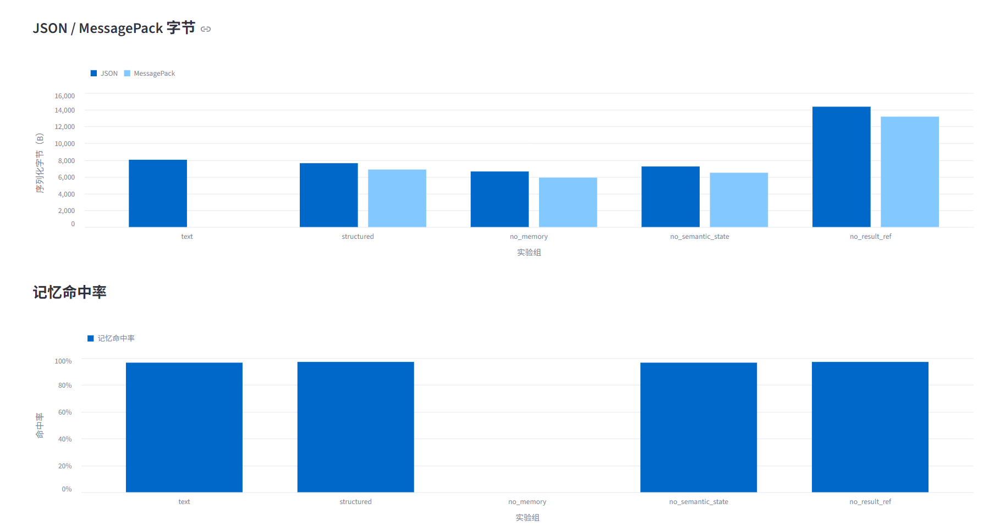 JSON / MessagePack 字节
JSON MessagePack
16,000
14,000
12,000
10,000
8,000
6,000
4,000
2,000
0
序列化字节（B）
text structured no_memory no_semantic_state no_result_ref
实验组
记忆命中率
记忆命中率
100%
80%
60%
40%
20%
0%
命中率
text structured no_memory no_semantic_state no_result_ref
实验组